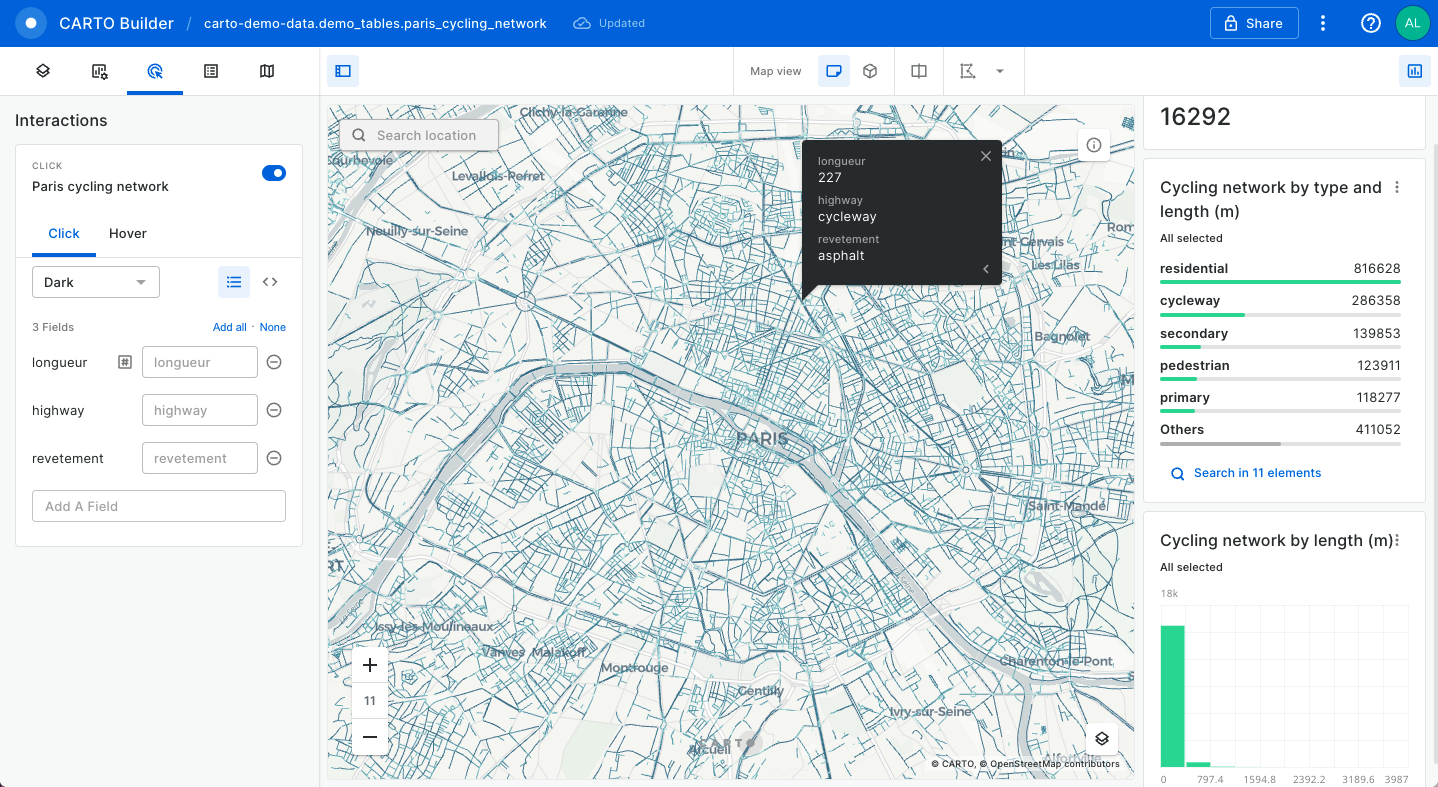 CARTO Builder / carto-demo-data.demo_tables.paris_cycling_network Updated Share AL
Map view
Interactions
CLICK
Paris cycling network
Click Hover
Dark
3 Fields Add all · None
longueur longueur
highway highway
revetement revetement
Add A Field
Search location
Clichy-la-Garenne
Courbevoie
Levallois-Perret
Neuilly-sur-Seine
longueur
227
highway
cycleway
revetement
asphalt
Les Lilas
Bagnolet
PARIS
Saint-Mandé
Issy-les-Moulineaux
Vanves Malakoff
Montrouge
Charenton-le-Pont
Gentilly
Ivry-sur-Seine
CARTO
Arcueil
Alfortville
11
© CARTO, © OpenStreetMap contributors
16292
Cycling network by type and
length (m)
All selected
residential 816628
cycleway 286358
secondary 139853
pedestrian 123911
primary 118277
Others 411052
Search in 11 elements
Cycling network by length (m)
All selected
18k
0 797.4 1594.8 2392.2 3189.6 3987